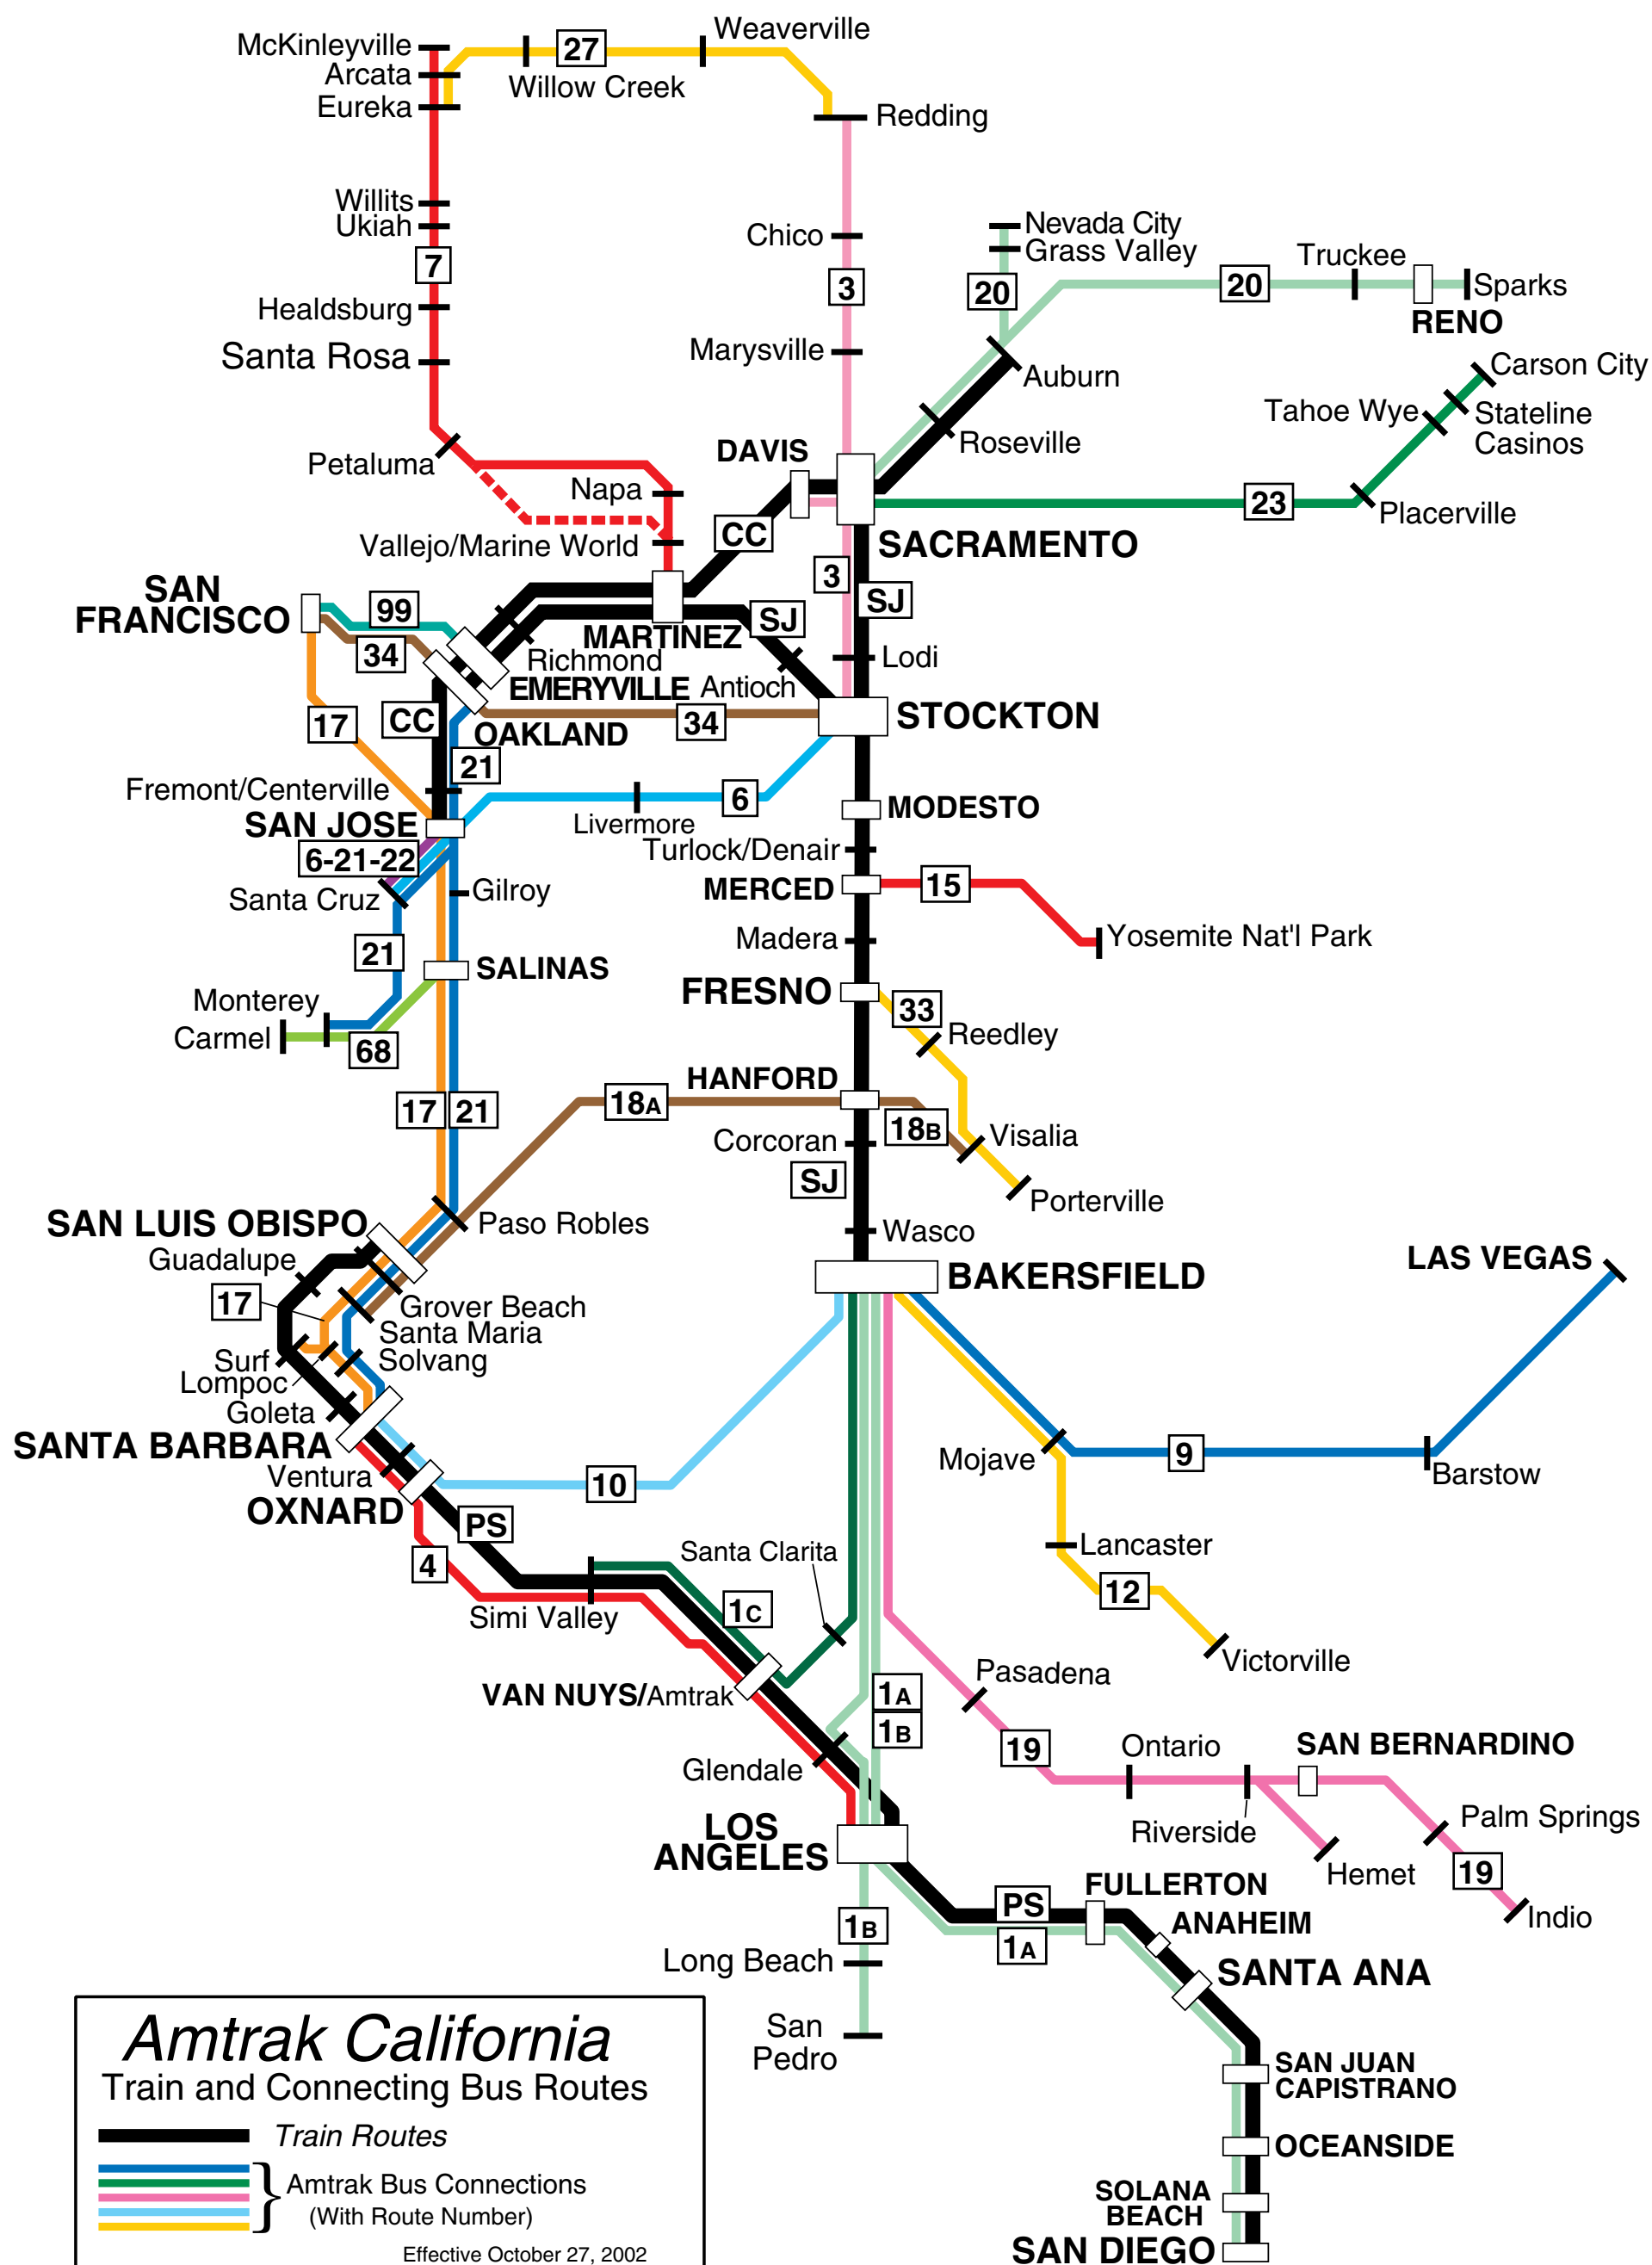 McKinleyville
Arcata
Eureka
27
Willow Creek
Weaverville
Redding
Willits
Ukiah
7
Healdsburg
Santa Rosa
Petaluma
Napa
Vallejo/Marine World
Chico
3
Marysville
Nevada City
Grass Valley
20
20
Truckee
Sparks
RENO
Auburn
Roseville
Carson City
Tahoe Wye
Stateline
Casinos
23
Placerville
DAVIS
CC
SACRAMENTO
3
SJ
SAN
FRANCISCO
99
34
MARTINEZ
SJ
Richmond
EMERYVILLE
Antioch
Lodi
17
CC
OAKLAND
34
STOCKTON
21
Fremont/Centerville
SAN JOSE
6
Livermore
MODESTO
Turlock/Denair
6-21-22
Santa Cruz
Gilroy
MERCED
15
Yosemite Nat'l Park
Madera
21
SALINAS
FRESNO
33
Reedley
Monterey
Carmel
68
HANFORD
17
21
18A
18B
Visalia
Corcoran
SJ
Porterville
Wasco
SAN LUIS OBISPO
Paso Robles
Guadalupe
17
BAKERSFIELD
LAS VEGAS
Grover Beach
Santa Maria
Solvang
Surf
Lompoc
Goleta
SANTA BARBARA
Ventura
OXNARD
10
Mojave
9
Barstow
PS
4
Santa Clarita
Lancaster
12
Victorville
Simi Valley
1C
VAN NUYS/Amtrak
1A
1B
Pasadena
19
Ontario
SAN BERNARDINO
Glendale
Riverside
Palm Springs
Hemet
19
Indio
LOS
ANGELES
FULLERTON
PS
1A
ANAHEIM
SANTA ANA
1B
Long Beach
San
Pedro
SAN JUAN
CAPISTRANO
OCEANSIDE
SOLANA
BEACH
SAN DIEGO
Amtrak California
Train and Connecting Bus Routes
Train Routes
Amtrak Bus Connections
(With Route Number)
Effective October 27, 2002